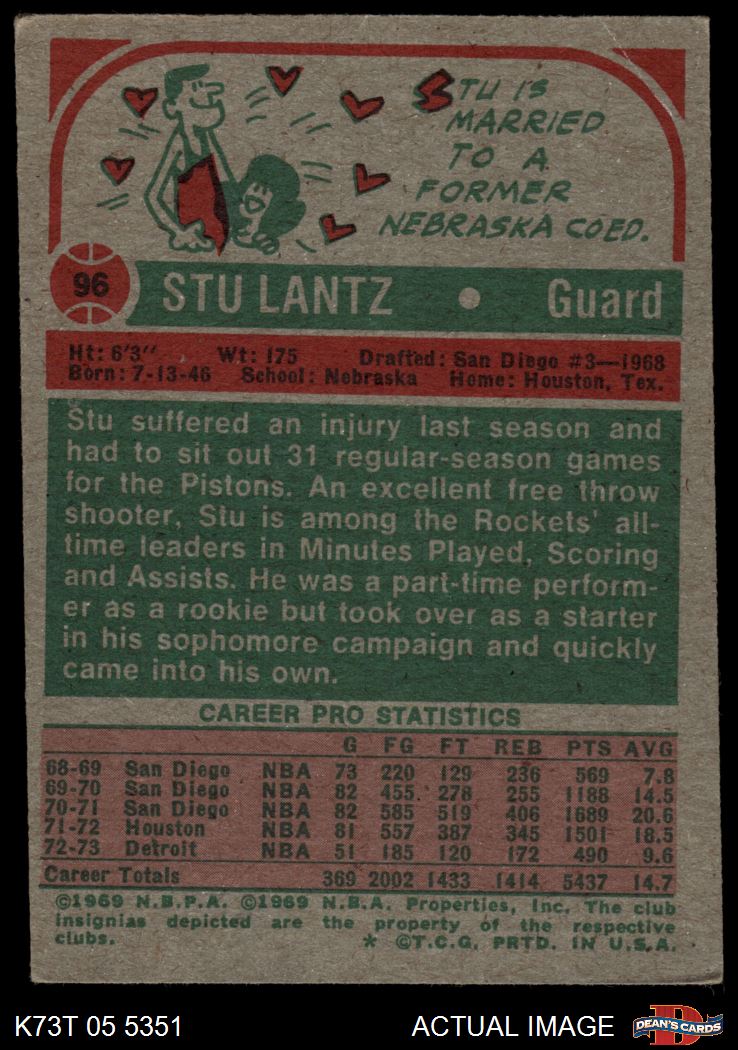 STU IS
MARRIED
TO A
FORMER
NEBRASKA COED.
96 STU LANTZ • Guard
Ht: 6'3" Wt: 175 Drafted: San Diego #3—1968
Born: 7-13-46 School: Nebraska Home: Houston, Tex.
Stu suffered an injury last season and
had to sit out 31 regular-season games
for the Pistons. An excellent free throw
shooter, Stu is among the Rockets' all-
time leaders in Minutes Played, Scoring
and Assists. He was a part-time perform-
er as a rookie but took over as a starter
in his sophomore campaign and quickly
came into his own.
CAREER PRO STATISTICS
G FG FT REB PTS AVG
68-69 San Diego NBA 73 220 129 236 569 7.8
69-70 San Diego NBA 82 455 278 255 1188 14.5
70-71 San Diego NBA 82 585 519 406 1689 20.6
71-72 Houston NBA 81 557 387 345 1501 18.5
72-73 Detroit NBA 51 185 120 172 490 9.6
Career Totals 369 2002 1433 1414 5437 14.7
©1969 N.B.P.A. ©1969 N.B.A. Properties, Inc. The club
insignias depicted are the property of the respective
clubs. * ©T.C.G. PRTD. IN U.S.A.
K73T 05 5351 ACTUAL IMAGE D DEAN'S CARDS